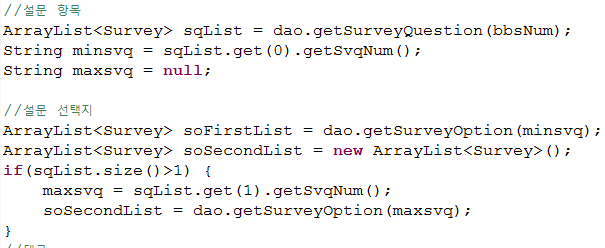 //설문 항목
ArrayList<Survey> sqList = dao.getSurveyQuestion(bbsNum);
String minsvq = sqList.get(0).getSvqNum();
String maxsvq = null;
//설문 선택지
ArrayList<Survey> soFirstList = dao.getSurveyOption(minsvq);
ArrayList<Survey> soSecondList = new ArrayList<Survey>();
if(sqList.size()>1) {
maxsvq = sqList.get(1).getSvqNum();
soSecondList = dao.getSurveyOption(maxsvq);
}